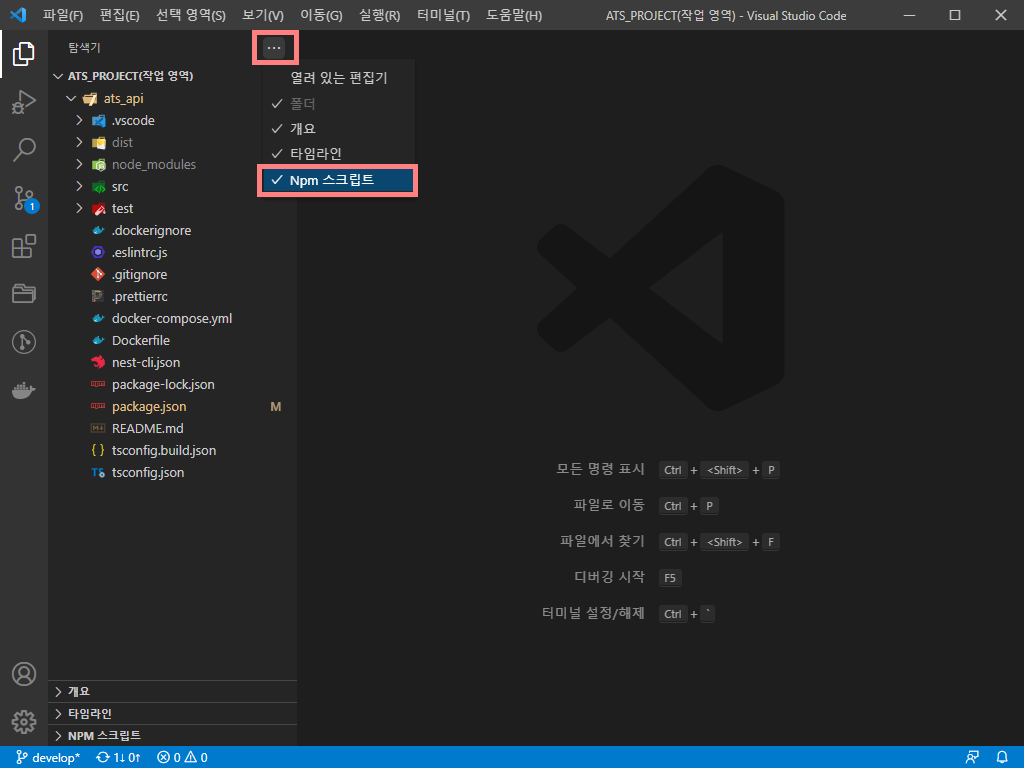 파일(F) 편집(E) 선택 영역(S) 보기(V) 이동(G) 실행(R) 터미널(T) 도움말(H) ATS_PROJECT(작업 영역) - Visual Studio Code
탐색기 ···
ATS_PROJECT(작업 영역)
ats_api
.vscode
dist
node_modules
src
test
.dockerignore
.eslintrc.js
.gitignore
.prettierrc
docker-compose.yml
Dockerfile
nest-cli.json
package-lock.json
package.json M
README.md
{ } tsconfig.build.json
TS tsconfig.json
열려 있는 편집기
폴더
개요
타임라인
Npm 스크립트
1
모든 명령 표시 Ctrl + <Shift> + P
파일로 이동 Ctrl + P
파일에서 찾기 Ctrl + <Shift> + F
디버깅 시작 F5
터미널 설정/해제 Ctrl + `
개요
타임라인
NPM 스크립트
develop* 1↓ 0↑ 0 0